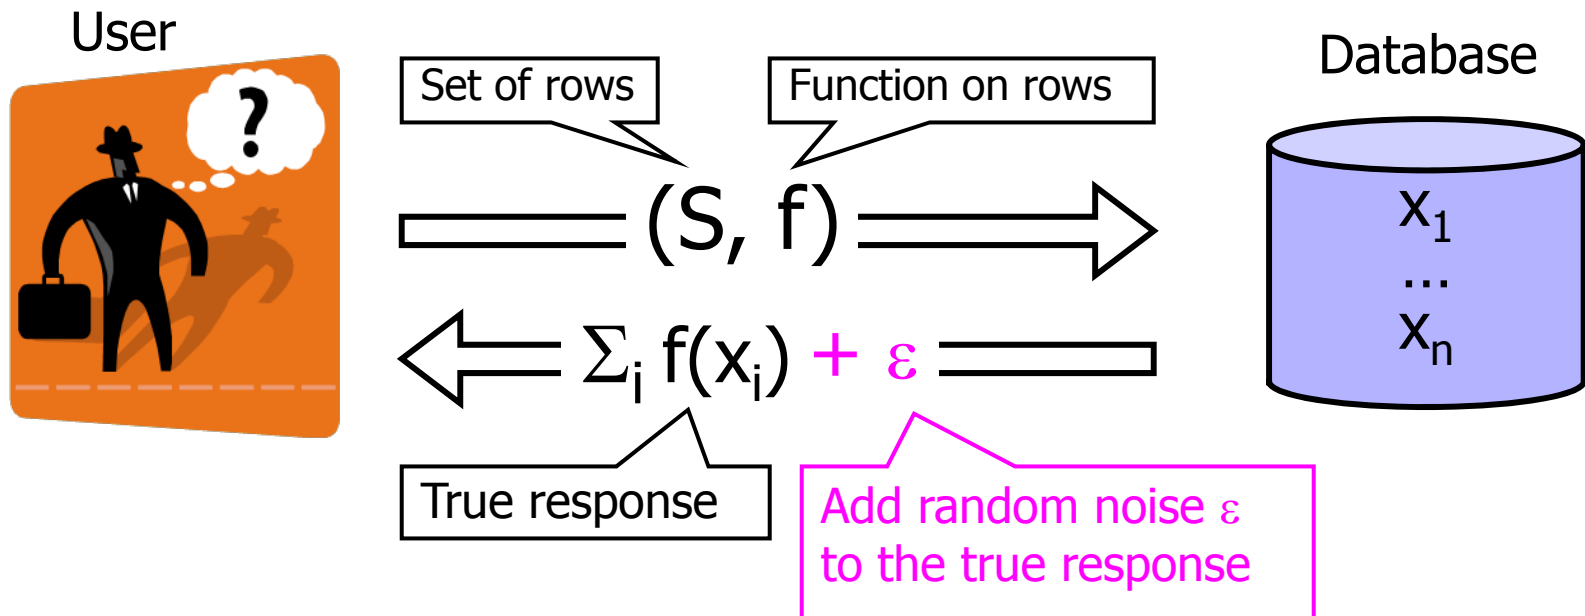 User
?
Set of rows
Function on rows
Database
(S, f)
x₁
...
xₙ
Σᵢ f(xᵢ) + ε
True response
Add random noise ε
to the true response